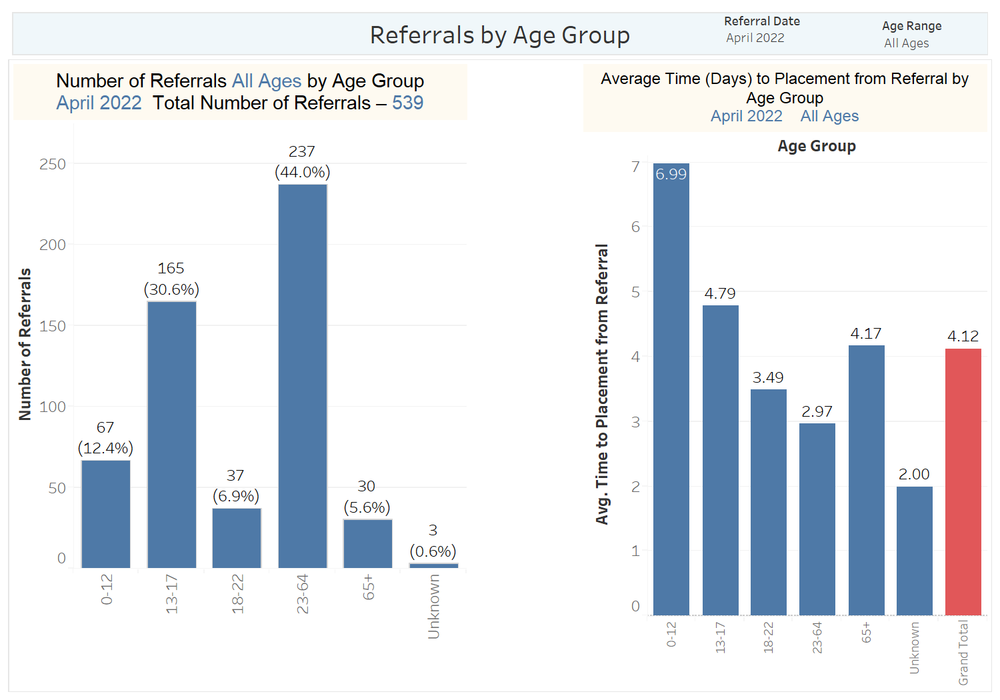 Referrals by Age Group
Referral Date
April 2022
Age Range
All Ages
Number of Referrals All Ages by Age Group
April 2022 Total Number of Referrals – 539
Number of Referrals
250
200
150
100
50
0
67
(12.4%)
165
(30.6%)
37
(6.9%)
237
(44.0%)
30
(5.6%)
3
(0.6%)
0-12
13-17
18-22
23-64
65+
Unknown
Average Time (Days) to Placement from Referral by
Age Group
April 2022 All Ages
Age Group
Avg. Time to Placement from Referral
7
6
5
4
3
2
1
0
6.99
4.79
3.49
2.97
4.17
2.00
4.12
0-12
13-17
18-22
23-64
65+
Unknown
Grand Total